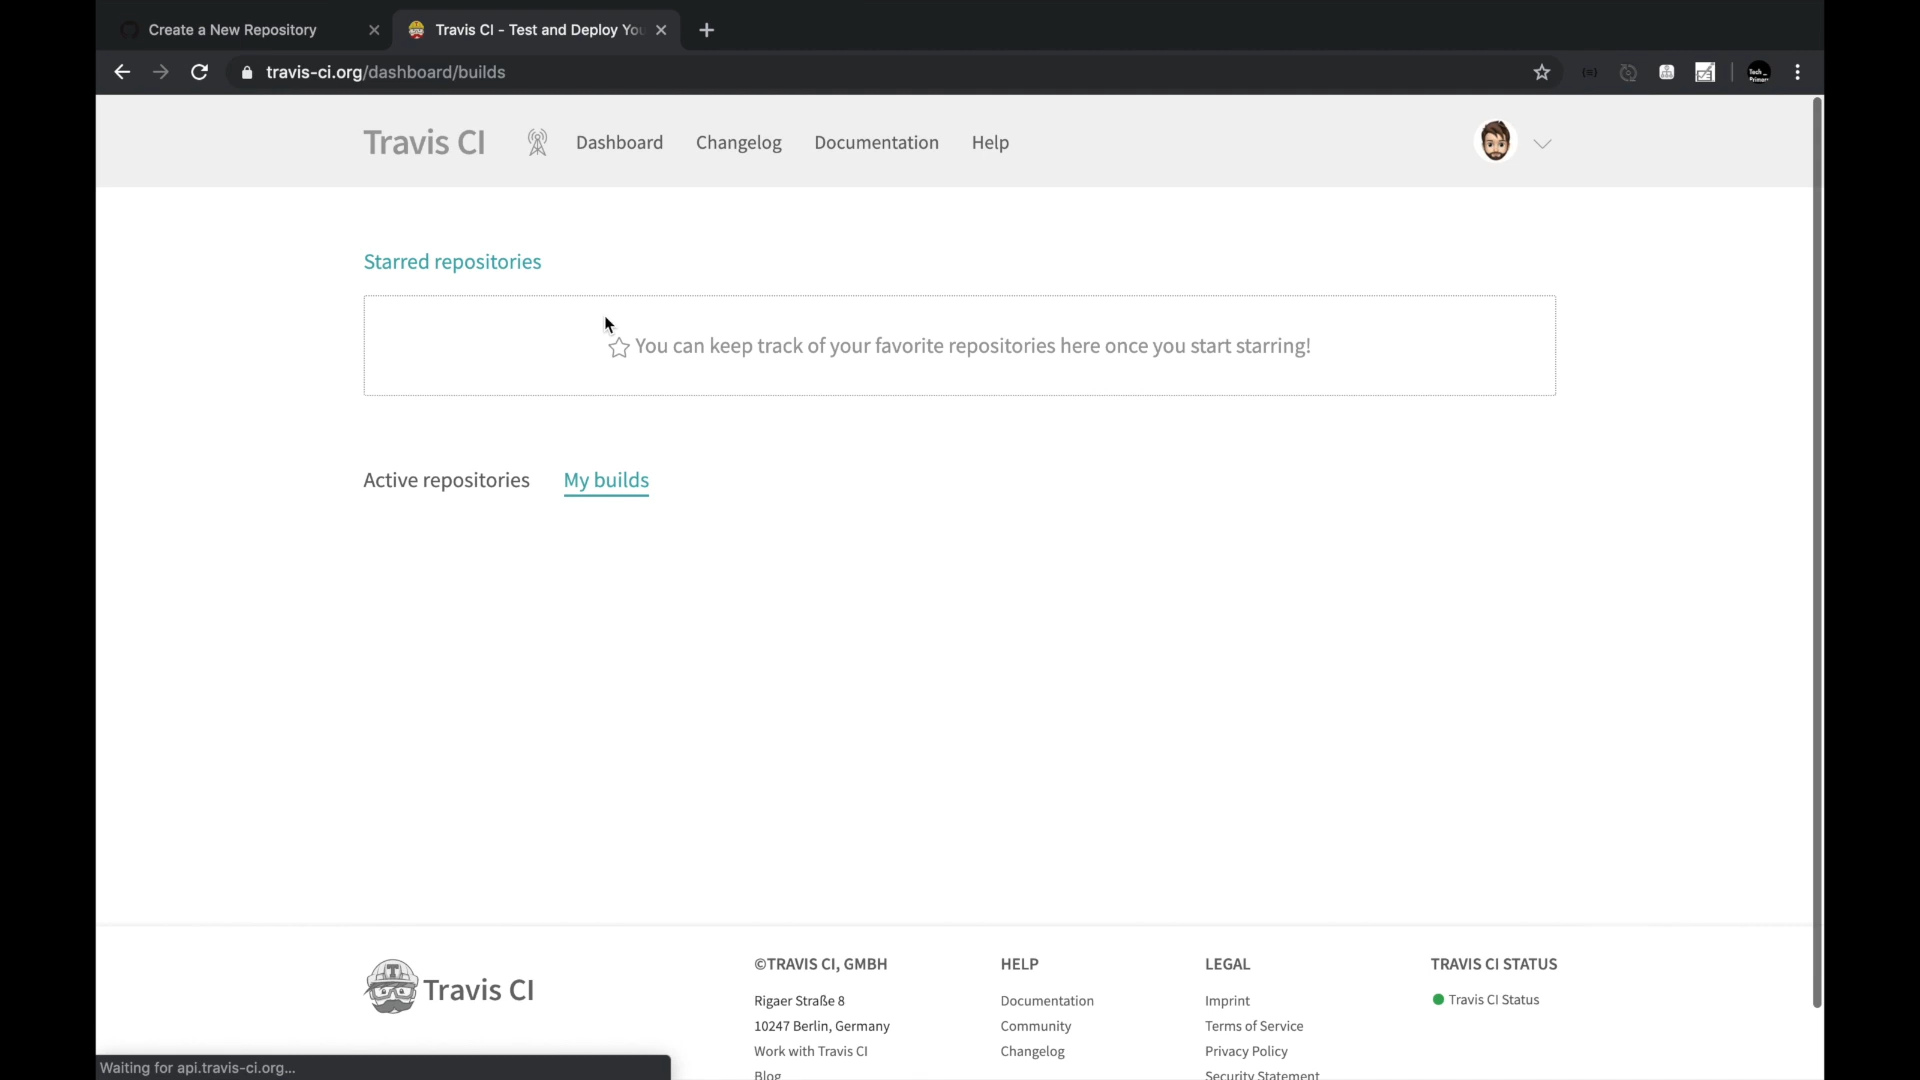 Create a New Repository
Travis CI - Test and Deploy You
travis-ci.org/dashboard/builds
Travis CI
Dashboard
Changelog
Documentation
Help
Starred repositories
You can keep track of your favorite repositories here once you start starring!
Active repositories
My builds
Travis CI
©TRAVIS CI, GMBH
Rigaer Straße 8
10247 Berlin, Germany
Work with Travis CI
Blog
HELP
Documentation
Community
Changelog
LEGAL
Imprint
Terms of Service
Privacy Policy
Security Statement
TRAVIS CI STATUS
Travis CI Status
Waiting for api.travis-ci.org...